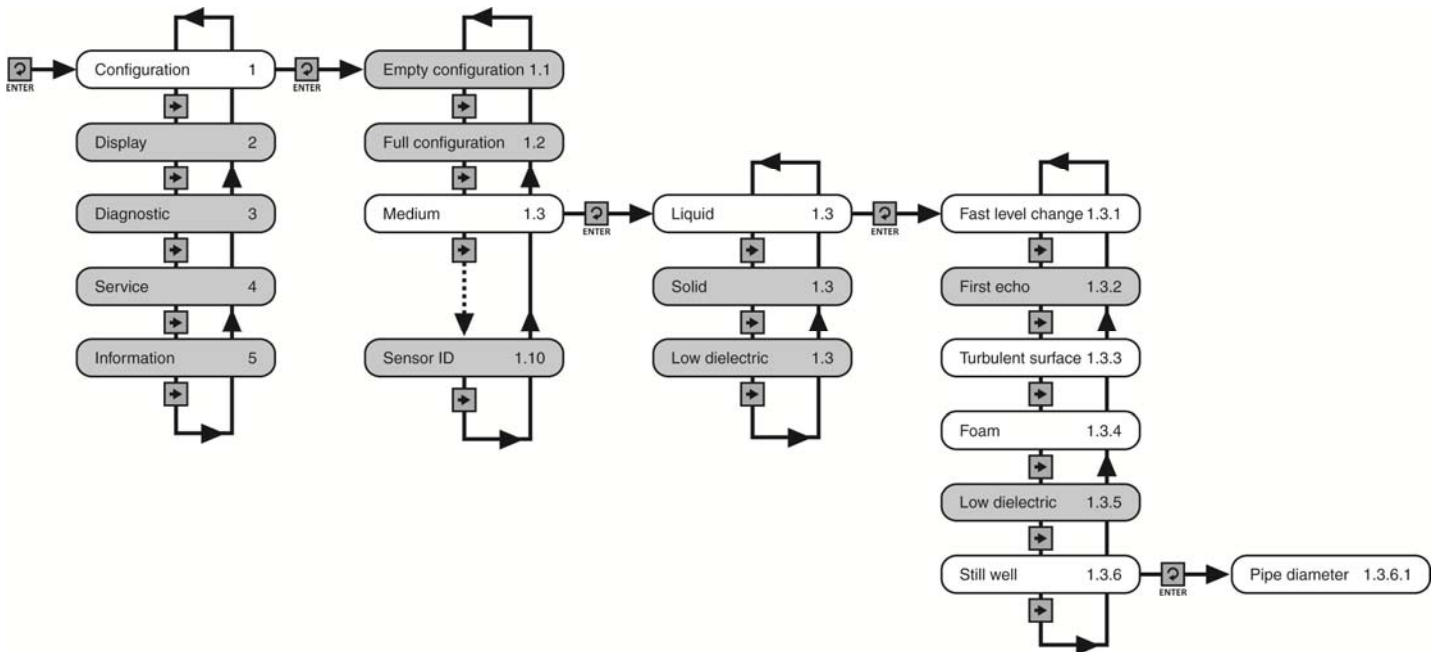 ENTER
Configuration 1
ENTER
Display 2
Diagnostic 3
Service 4
Information 5
Empty configuration 1.1
Full configuration 1.2
Medium 1.3
ENTER
Sensor ID 1.10
Liquid 1.3
ENTER
Solid 1.3
Low dielectric 1.3
Fast level change 1.3.1
First echo 1.3.2
Turbulent surface 1.3.3
Foam 1.3.4
Low dielectric 1.3.5
Still well 1.3.6
ENTER
Pipe diameter 1.3.6.1